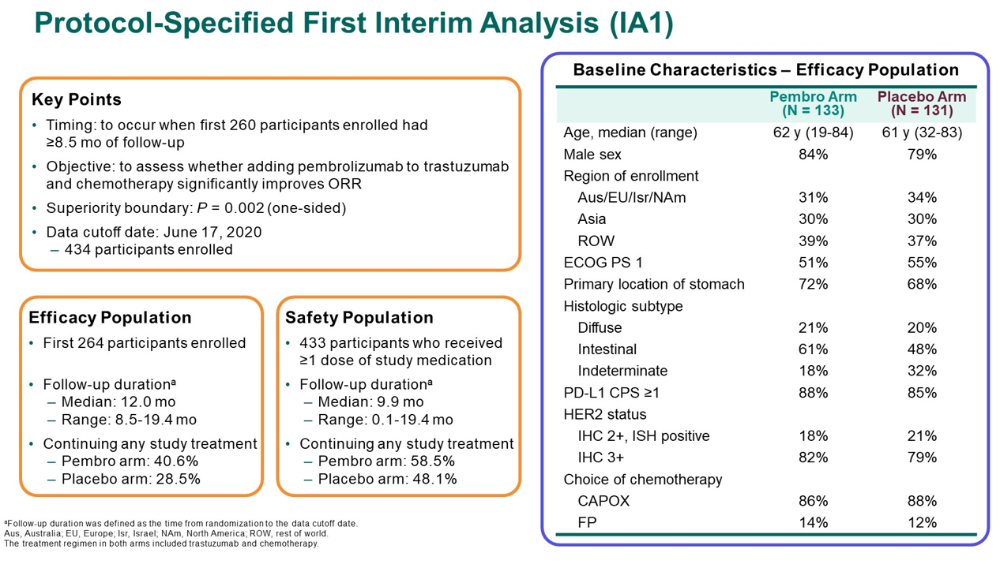 Protocol-Specified First Interim Analysis (IA1)
Key Points
• Timing: to occur when first 260 participants enrolled had
≥8.5 mo of follow-up
• Objective: to assess whether adding pembrolizumab to trastuzumab
and chemotherapy significantly improves ORR
• Superiority boundary: P = 0.002 (one-sided)
• Data cutoff date: June 17, 2020
– 434 participants enrolled
Efficacy Population
• First 264 participants enrolled
• Follow-up durationᵃ
– Median: 12.0 mo
– Range: 8.5-19.4 mo
• Continuing any study treatment
– Pembro arm: 40.6%
– Placebo arm: 28.5%
Safety Population
• 433 participants who received
≥1 dose of study medication
• Follow-up durationᵃ
– Median: 9.9 mo
– Range: 0.1-19.4 mo
• Continuing any study treatment
– Pembro arm: 58.5%
– Placebo arm: 48.1%
Baseline Characteristics – Efficacy Population
Pembro Arm (N = 133) Placebo Arm (N = 131)
Age, median (range) 62 y (19-84) 61 y (32-83)
Male sex 84% 79%
Region of enrollment
Aus/EU/Isr/NAm 31% 34%
Asia 30% 30%
ROW 39% 37%
ECOG PS 1 51% 55%
Primary location of stomach 72% 68%
Histologic subtype
Diffuse 21% 20%
Intestinal 61% 48%
Indeterminate 18% 32%
PD-L1 CPS ≥1 88% 85%
HER2 status
IHC 2+, ISH positive 18% 21%
IHC 3+ 82% 79%
Choice of chemotherapy
CAPOX 86% 88%
FP 14% 12%
ᵃFollow-up duration was defined as the time from randomization to the data cutoff date.
Aus, Australia; EU, Europe; Isr, Israel; NAm, North America; ROW, rest of world.
The treatment regimen in both arms included trastuzumab and chemotherapy.